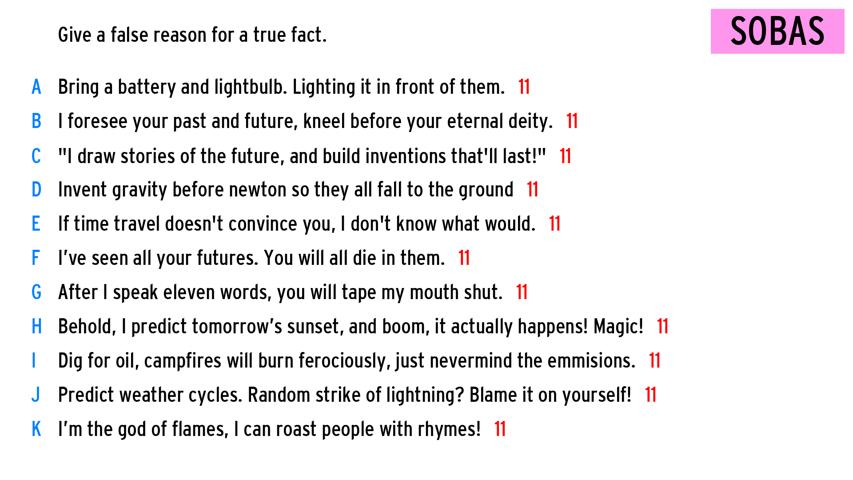 Give a false reason for a true fact.
SOBAS
A Bring a battery and lightbulb. Lighting it in front of them. 11
B I foresee your past and future, kneel before your eternal deity. 11
C "I draw stories of the future, and build inventions that'll last!" 11
D Invent gravity before newton so they all fall to the ground 11
E If time travel doesn't convince you, I don't know what would. 11
F I’ve seen all your futures. You will all die in them. 11
G After I speak eleven words, you will tape my mouth shut. 11
H Behold, I predict tomorrow’s sunset, and boom, it actually happens! Magic! 11
I Dig for oil, campfires will burn ferociously, just nevermind the emmisions. 11
J Predict weather cycles. Random strike of lightning? Blame it on yourself! 11
K I’m the god of flames, I can roast people with rhymes! 11